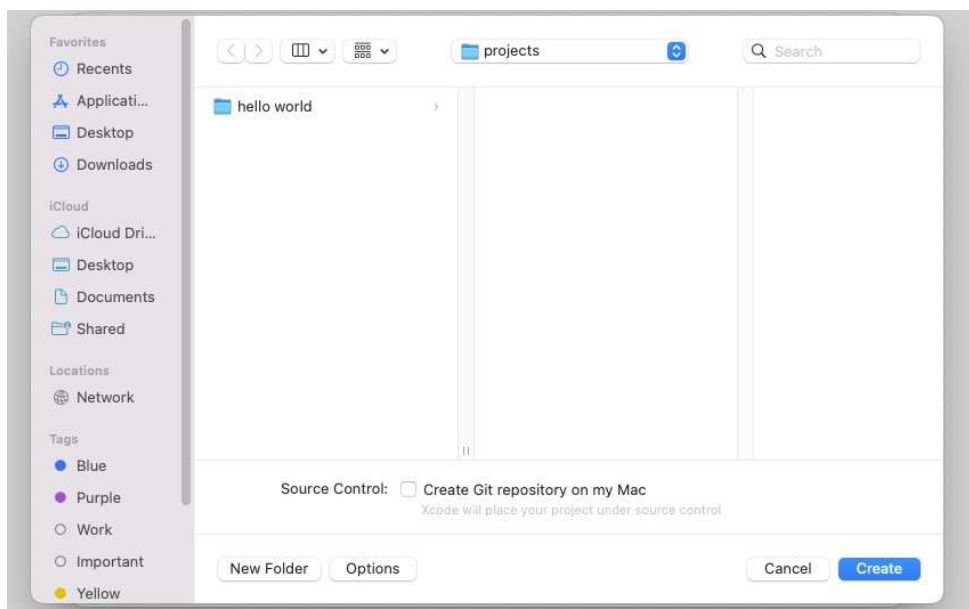 Favorites
Recents
Applicati...
Desktop
Downloads
iCloud
iCloud Dri...
Desktop
Documents
Shared
Locations
Network
Tags
Blue
Purple
Work
Important
Yellow
projects
Search
hello world
Source Control: Create Git repository on my Mac
Xcode will place your project under source control
New Folder Options Cancel Create